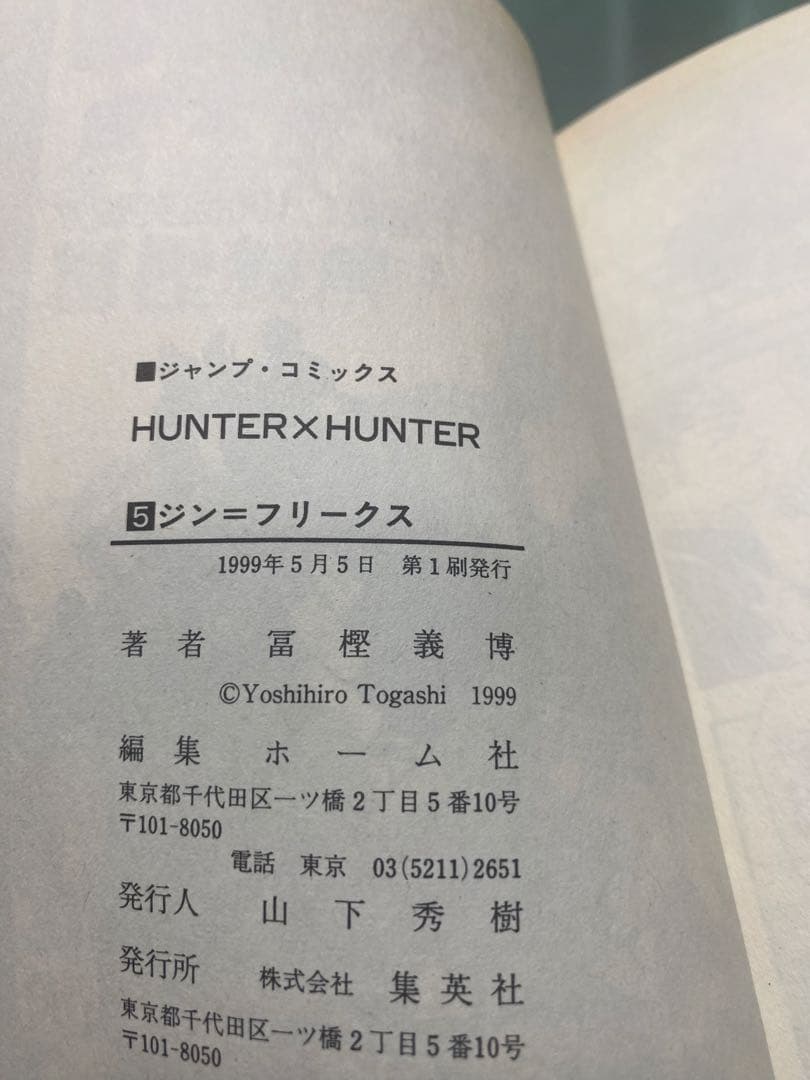 ■ジャンプ・コミックス
HUNTER×HUNTER
5ジン＝フリークス
1999年5月5日 第1刷発行
著者 冨樫義博
©Yoshihiro Togashi 1999
編集 ホーム社
東京都千代田区一ツ橋2丁目5番10号
〒101-8050
電話 東京 03(5211)2651
発行人 山下秀樹
発行所 株式会社 集英社
東京都千代田区一ツ橋2丁目5番10号
〒101-8050